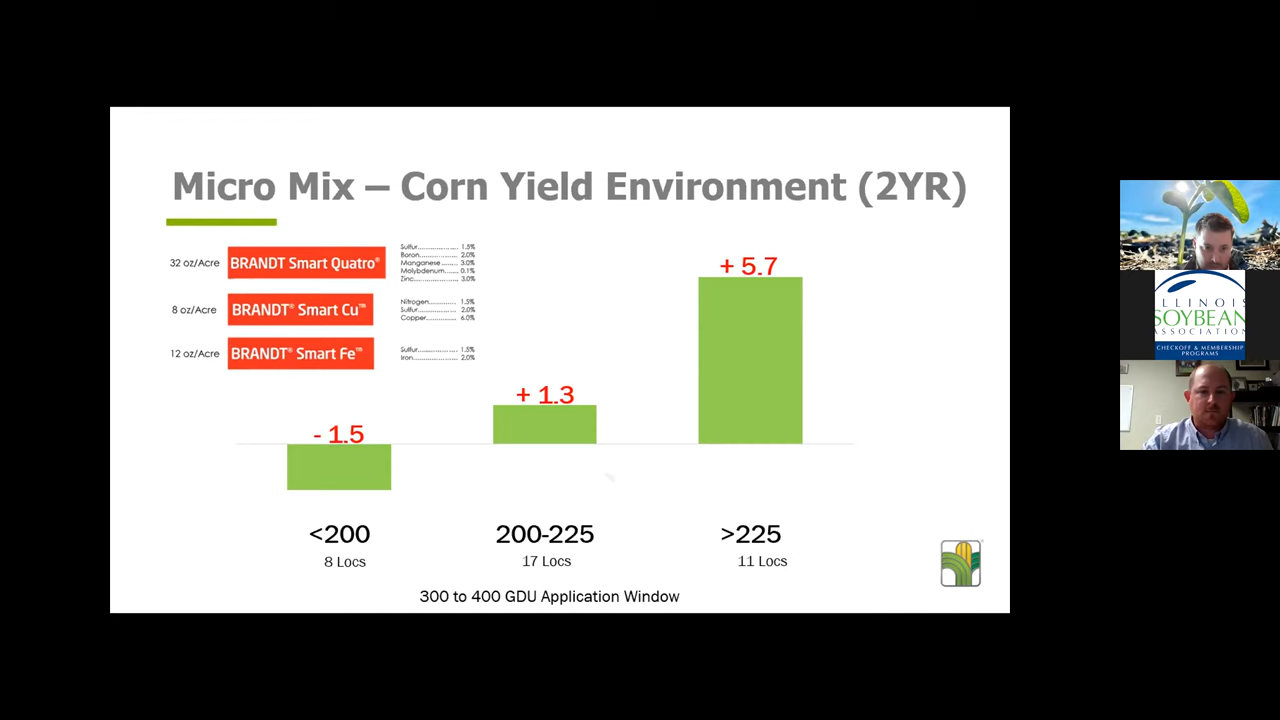 Micro Mix – Corn Yield Environment (2YR)
32 oz/Acre BRANDT Smart Quatro®
Sulfur....................... 1.5%
Boron...................... 2.0%
Manganese ........ 3.0%
Molybdenum...... 0.1%
Zinc......................... 3.0%
8 oz/Acre BRANDT® Smart Cu™
Nitrogen................. 1.5%
Sulfur....................... 2.0%
Copper................... 6.0%
12 oz/Acre BRANDT® Smart Fe™
Sulfur....................... 1.5%
Iron.......................... 2.0%
- 1.5
+ 1.3
+ 5.7
<200
200-225
>225
8 Locs
17 Locs
11 Locs
300 to 400 GDU Application Window
ILLINOIS
SOYBEAN
ASSOCIATION
CHECKOFF & MEMBERSHIP
PROGRAMS